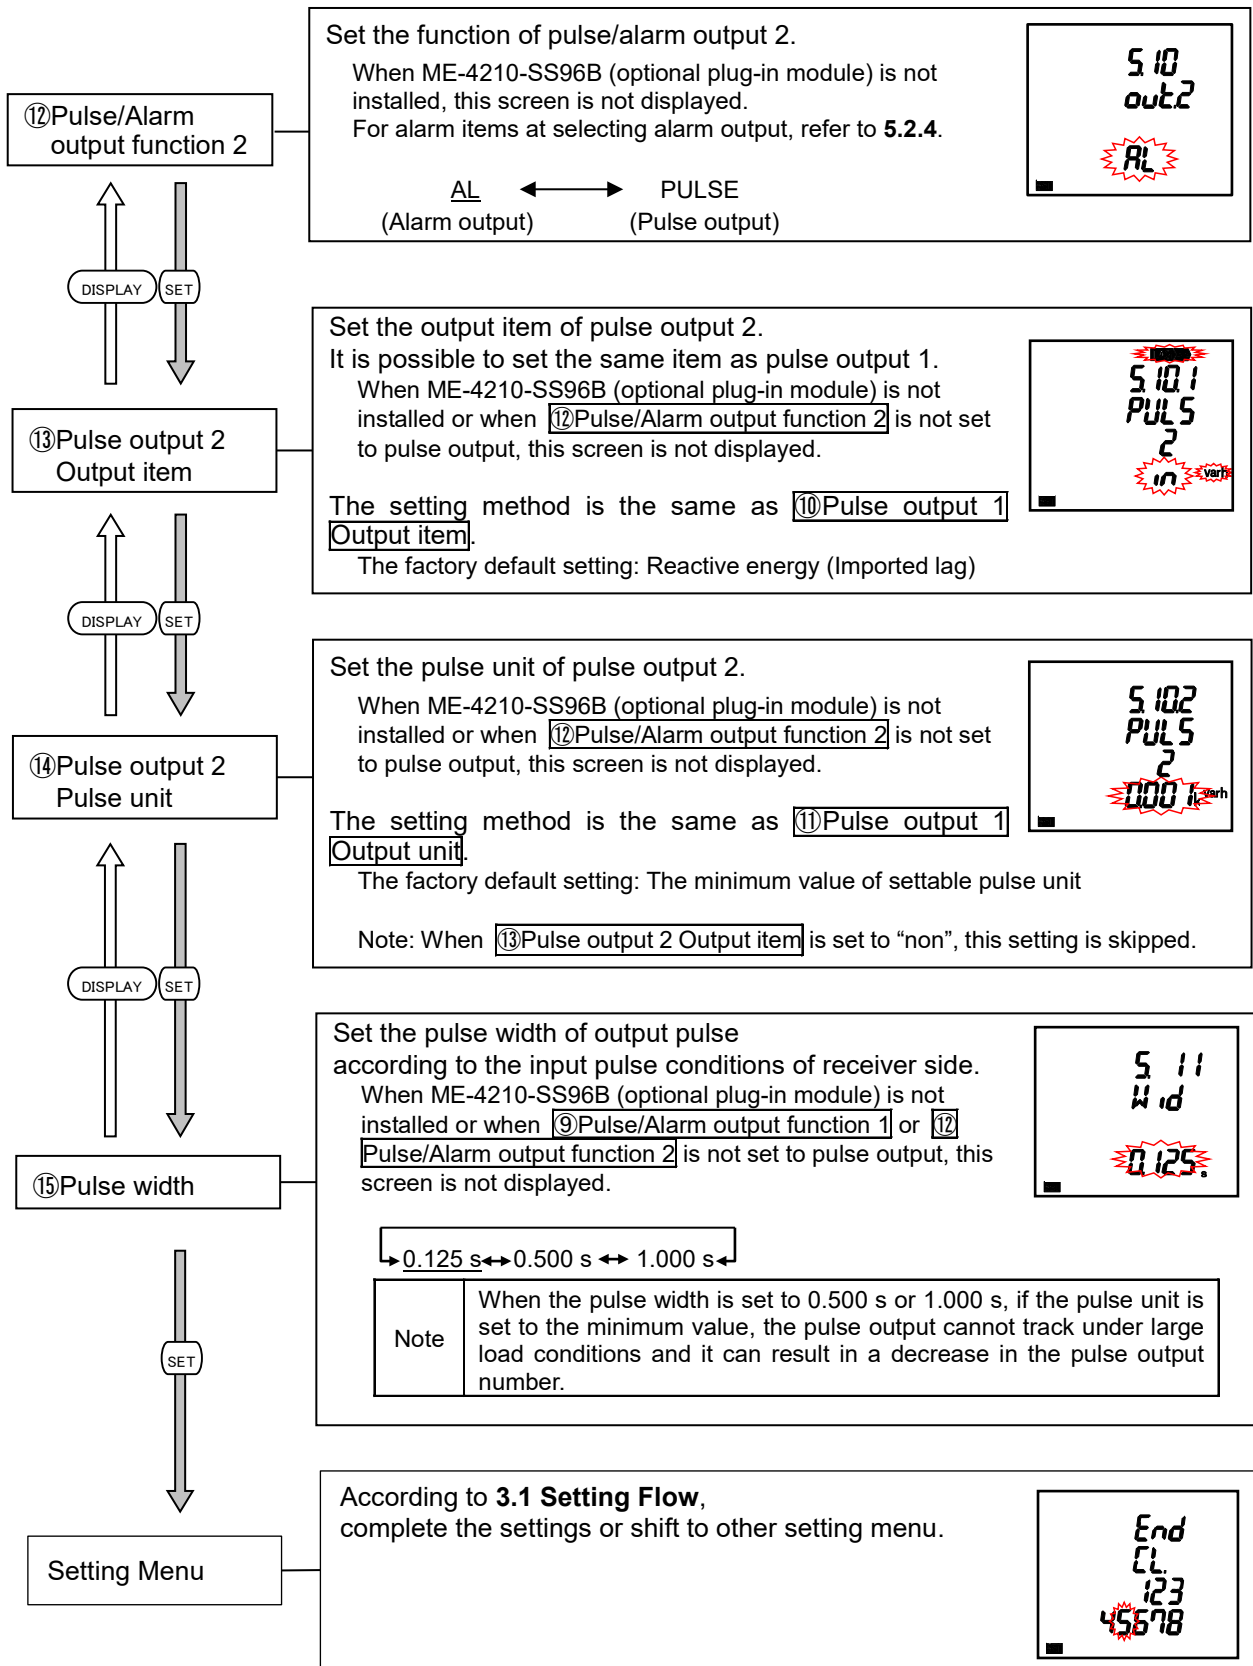 Set the function of pulse/alarm output 2.
When ME-4210-SS96B (optional plug-in module) is not
installed, this screen is not displayed.
For alarm items at selecting alarm output, refer to 5.2.4.
AL ↔ PULSE
(Alarm output) (Pulse output)
5.10
out.2
AL
⑫Pulse/Alarm
output function 2
DISPLAY SET
Set the output item of pulse output 2.
It is possible to set the same item as pulse output 1.
When ME-4210-SS96B (optional plug-in module) is not
installed or when ⑫Pulse/Alarm output function 2 is not set
to pulse output, this screen is not displayed.
The setting method is the same as ⑩Pulse output 1
Output item.
The factory default setting: Reactive energy (Imported lag)
5.10.1
PULS
2
in varh
⑬Pulse output 2
Output item
DISPLAY SET
Set the pulse unit of pulse output 2.
When ME-4210-SS96B (optional plug-in module) is not
installed or when ⑫Pulse/Alarm output function 2 is not set
to pulse output, this screen is not displayed.
The setting method is the same as ⑪Pulse output 1
Output unit.
The factory default setting: The minimum value of settable pulse unit
Note: When ⑬Pulse output 2 Output item is set to “non”, this setting is skipped.
5.10.2
PULS
2
0.001 k varh
⑭Pulse output 2
Pulse unit
DISPLAY SET
Set the pulse width of output pulse
according to the input pulse conditions of receiver side.
When ME-4210-SS96B (optional plug-in module) is not
installed or when ⑨Pulse/Alarm output function 1 or ⑫
Pulse/Alarm output function 2 is not set to pulse output, this
screen is not displayed.
0.125 s↔0.500 s ↔ 1.000 s
Note
When the pulse width is set to 0.500 s or 1.000 s, if the pulse unit is
set to the minimum value, the pulse output cannot track under large
load conditions and it can result in a decrease in the pulse output
number.
5. 11
Wid
0.125 s
⑮Pulse width
SET
According to 3.1 Setting Flow,
complete the settings or shift to other setting menu.
End
CL.
123
45678
Setting Menu